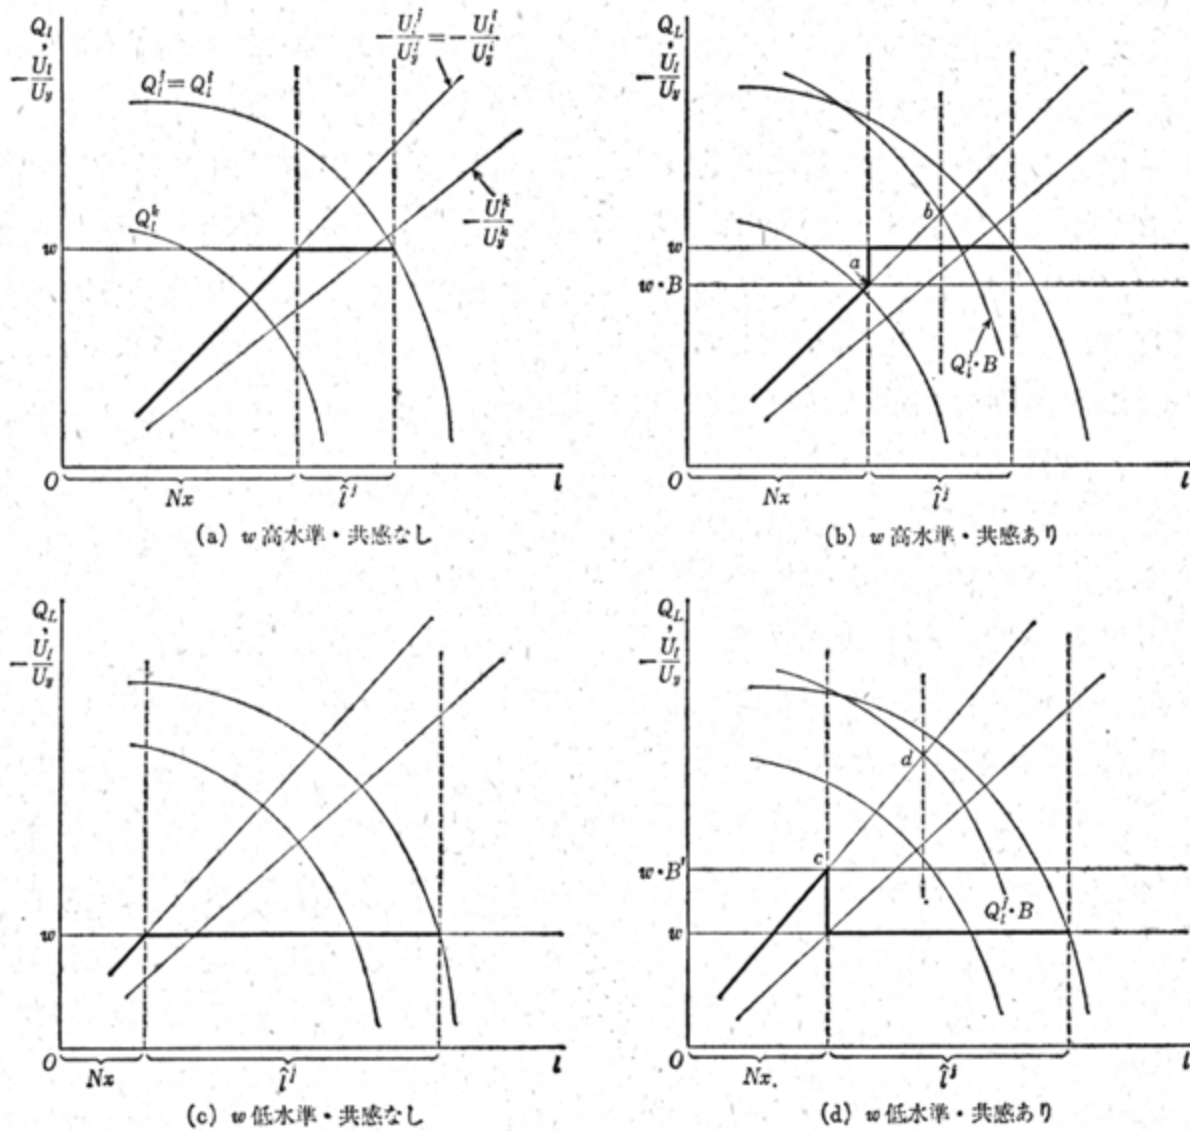 Q_l
, -U_l/U_y
Q_l^j=Q_l^i
-U_l^j/U_y^j=-U_l^i/U_y^i
Q_l^k
-U_l^k/U_y^k
w
O
Nx
l̂^j
l
(a) w 高水準・共感なし
Q_L
, -U_l/U_y
w
a
b
w・B
Q_l^j・B
O
Nx
l̂^j
l
(b) w 高水準・共感あり
Q_L
, -U_l/U_y
w
O
Nx
l̂^j
l
(c) w 低水準・共感なし
Q_L
, -U_l/U_y
d
c
w・B'
Q_l^j・B
w
O
Nx.
l̂^j
l
(d) w 低水準・共感あり